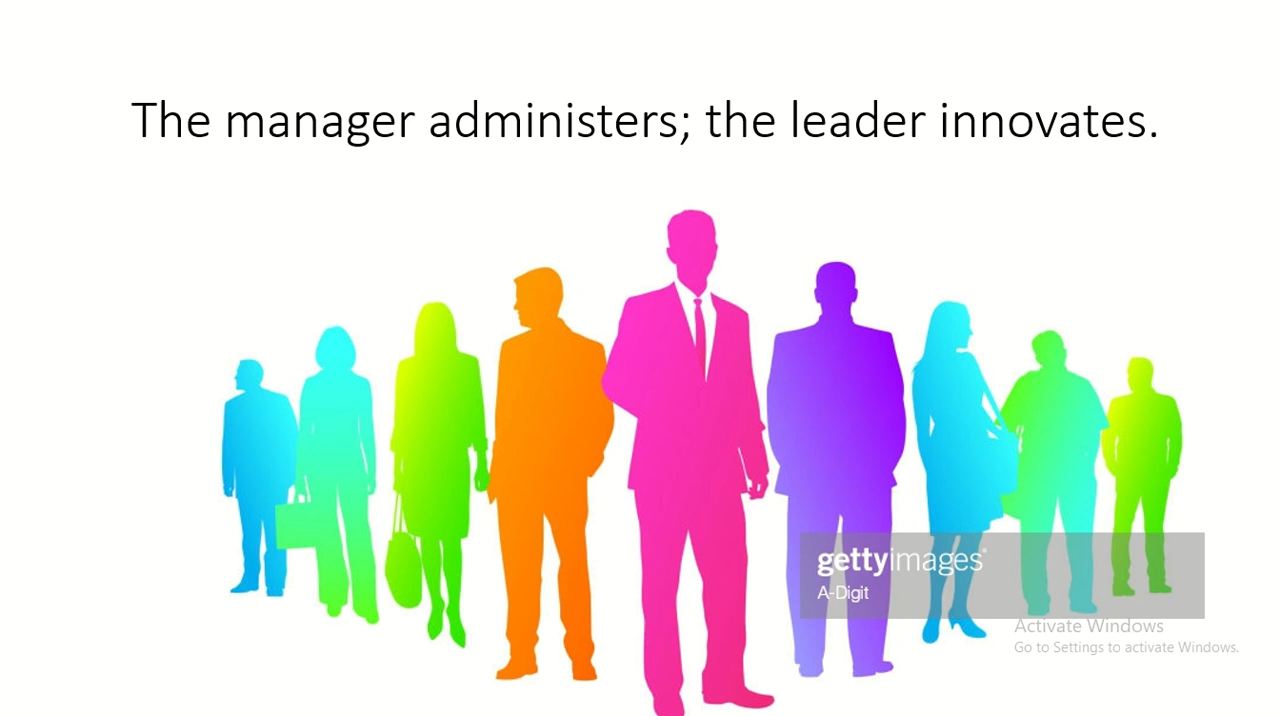 The manager administers; the leader innovates.
gettyimages®
A-Digit
Activate Windows
Go to Settings to activate Windows.